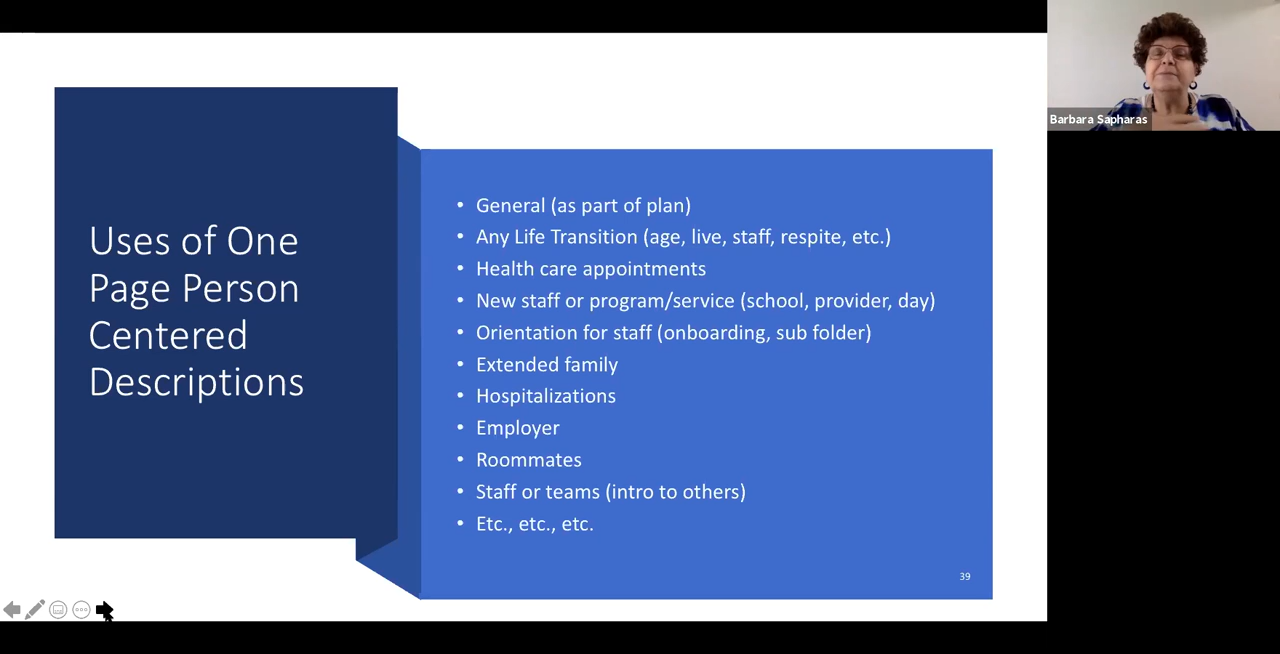 Uses of One
Page Person
Centered
Descriptions
• General (as part of plan)
• Any Life Transition (age, live, staff, respite, etc.)
• Health care appointments
• New staff or program/service (school, provider, day)
• Orientation for staff (onboarding, sub folder)
• Extended family
• Hospitalizations
• Employer
• Roommates
• Staff or teams (intro to others)
• Etc., etc., etc.
39
Barbara Sapharas